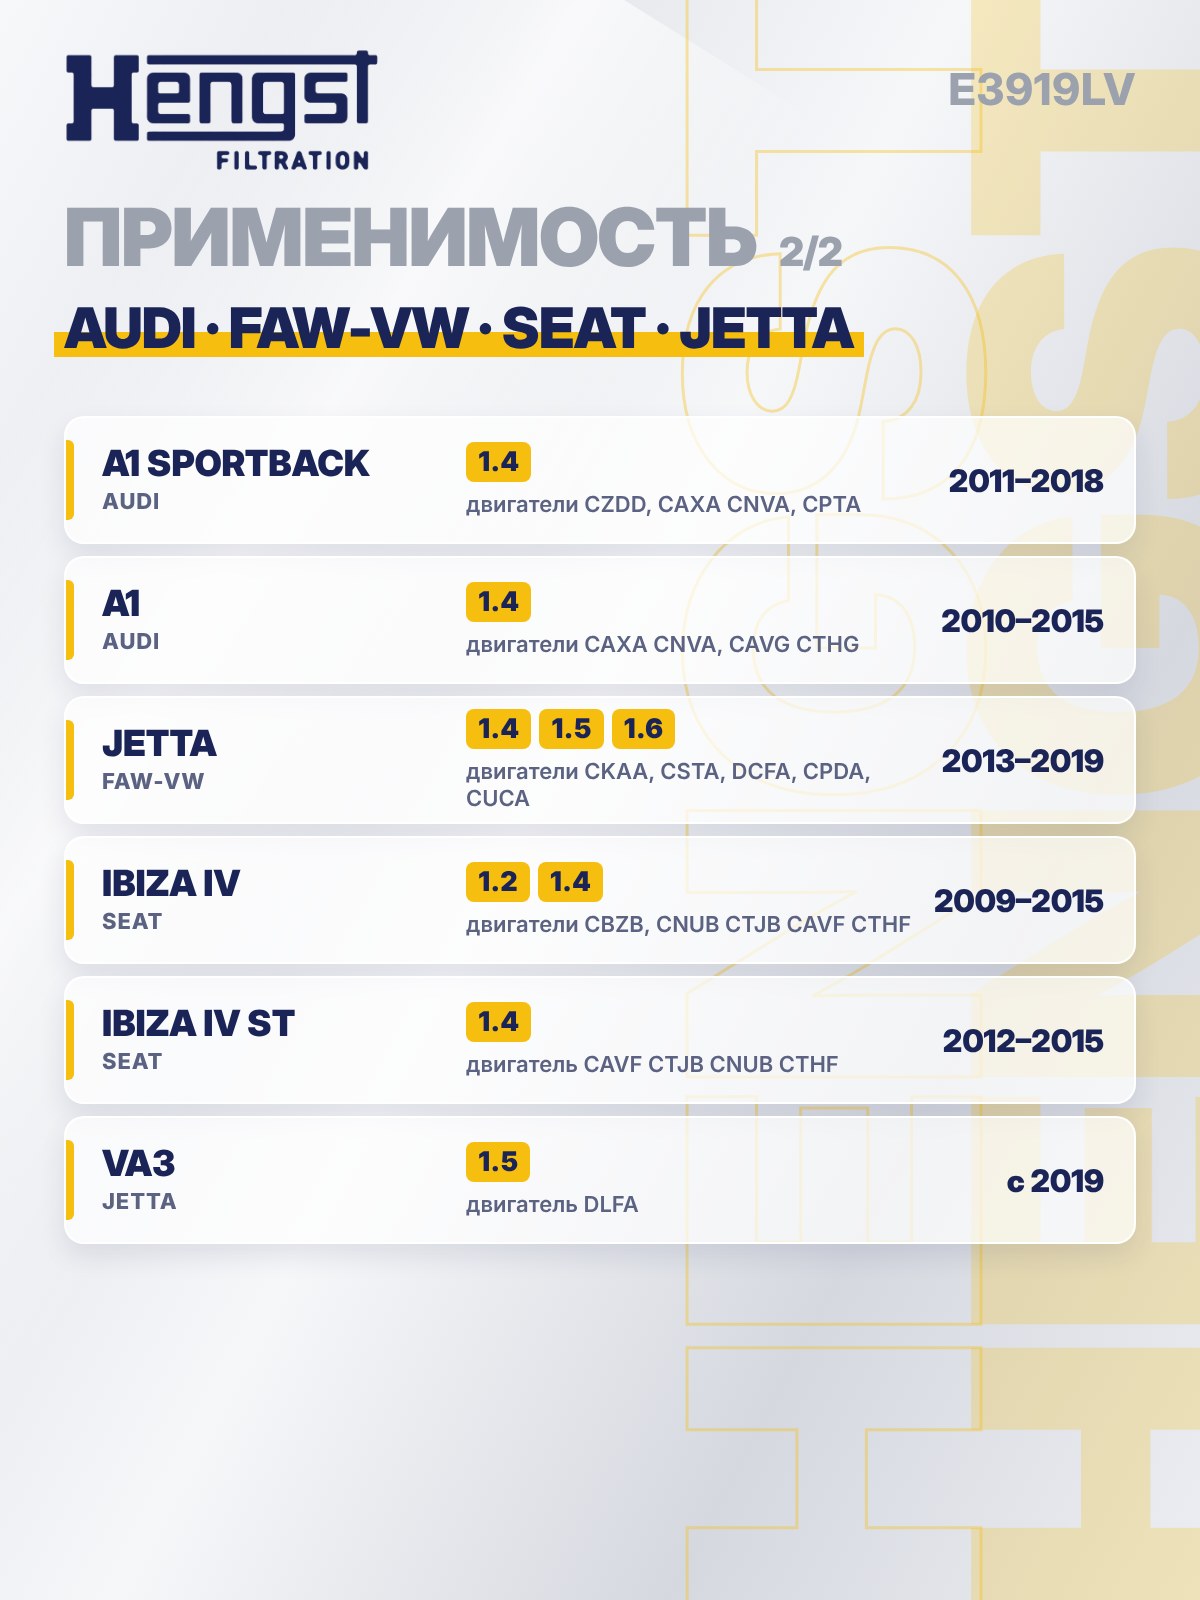 Hengst
FILTRATION
E3919LV
ПРИМЕНИМОСТЬ 2/2
AUDI · FAW-VW · SEAT · JETTA
A1 SPORTBACK
AUDI
1.4
двигатели CZDD, CAXA CNVA, CPTA
2011–2018
A1
AUDI
1.4
двигатели CAXA CNVA, CAVG CTHG
2010–2015
JETTA
FAW-VW
1.4 1.5 1.6
двигатели CKAA, CSTA, DCFA, CPDA,
CUCA
2013–2019
IBIZA IV
SEAT
1.2 1.4
двигатели CBZB, CNUB CTJB CAVF CTHF
2009–2015
IBIZA IV ST
SEAT
1.4
двигатель CAVF CTJB CNUB CTHF
2012–2015
VA3
JETTA
1.5
двигатель DLFA
с 2019
HENGST
HENGST